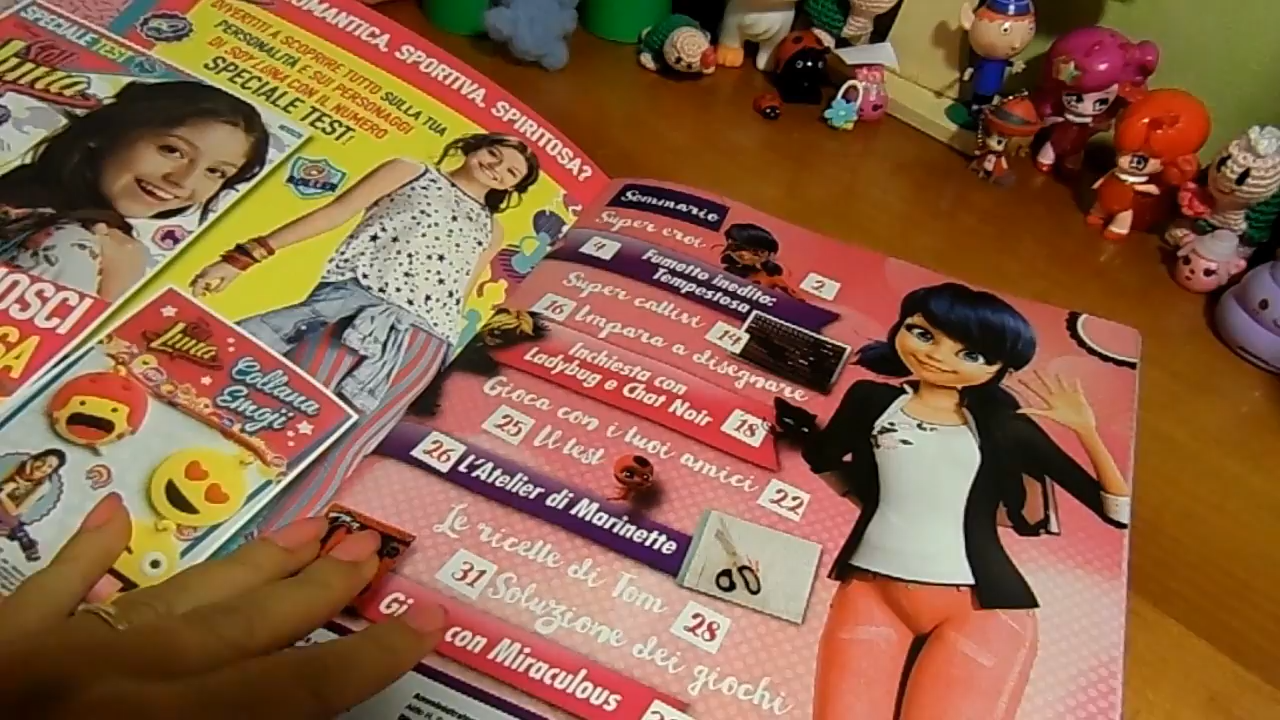 ROMANTICA, SPORTIVA, SPIRITOSA?
DIVERTITI A SCOPRIRE TUTTO SULLA TUA
PERSONALITÀ E SUI PERSONAGGI
DI SOY LUNA CON IL NUMERO
SPECIALE TEST!
SPECIALE TEST
SOY
Luna
OSCI
SA
Luna
Collana
Emoji
Sommario
Super eroi
2
4
Fumetto inedito:
Tempestosa
Super cattivi
14
16
Impara a disegnare
Inchiesta con
Ladybug e Chat Noir
18
Gioca con i tuoi amici
22
25
Il test
26
L'Atelier di Marinette
Le ricette di Tom
28
31
Soluzione dei giochi
Gi con Miraculous